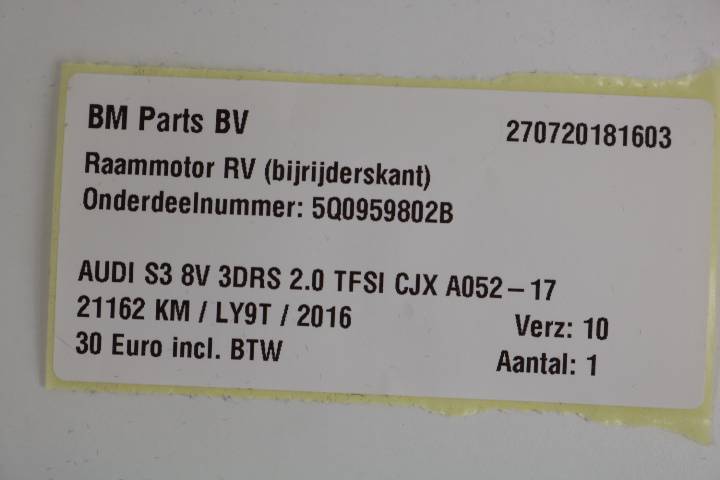 BM Parts BV 270720181603
Raammotor RV (bijrijderskant)
Onderdeelnummer: 5Q0959802B
AUDI S3 8V 3DRS 2.0 TFSI CJX A052-17
21162 KM / LY9T / 2016 Verz: 10
30 Euro incl. BTW Aantal: 1